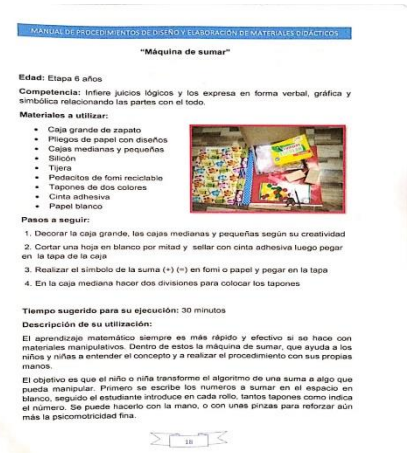 MANUAL DE PROCEDIMIENTOS DE DISEÑO Y ELABORACIÓN DE MATERIALES DIDÁCTICOS
"Máquina de sumar"
Edad: Etapa 6 años
Competencia: Infiere juicios lógicos y los expresa en forma verbal, gráfica y
simbólica relacionando las partes con el todo.
Materiales a utilizar:
• Caja grande de zapato
• Pliegos de papel con diseños
• Cajas medianas y pequeñas
• Silicón
• Tijera
• Pedacitos de fomi reciclable
• Tapones de dos colores
• Cinta adhesiva
• Papel blanco
Pasos a seguir:
1. Decorar la caja grande, las cajas medianas y pequeñas según su creatividad
2. Cortar una hoja en blanco por mitad y sellar con cinta adhesiva luego pegar
en la tapa de la caja
3. Realizar el símbolo de la suma (+) (=) en fomi o papel y pegar en la tapa
4. En la caja mediana hacer dos divisiones para colocar los tapones
Tiempo sugerido para su ejecución: 30 minutos
Descripción de su utilización:
El aprendizaje matemático siempre es más rápido y efectivo si se hace con
materiales manipulativos. Dentro de estos la máquina de sumar, que ayuda a los
niños y niñas a entender el concepto y a realizar el procedimiento con sus propias
manos.
El objetivo es que el niño o niña transforme el algoritmo de una suma a algo que
pueda manipular. Primero se escribe los numeros a sumar en el espacio en
blanco, seguido el estudiante introduce en cada rollo, tantos tapones como indica
el número. Se puede hacerlo con la mano, o con unas pinzas para reforzar aún
más la psicomotricidad fina.
18